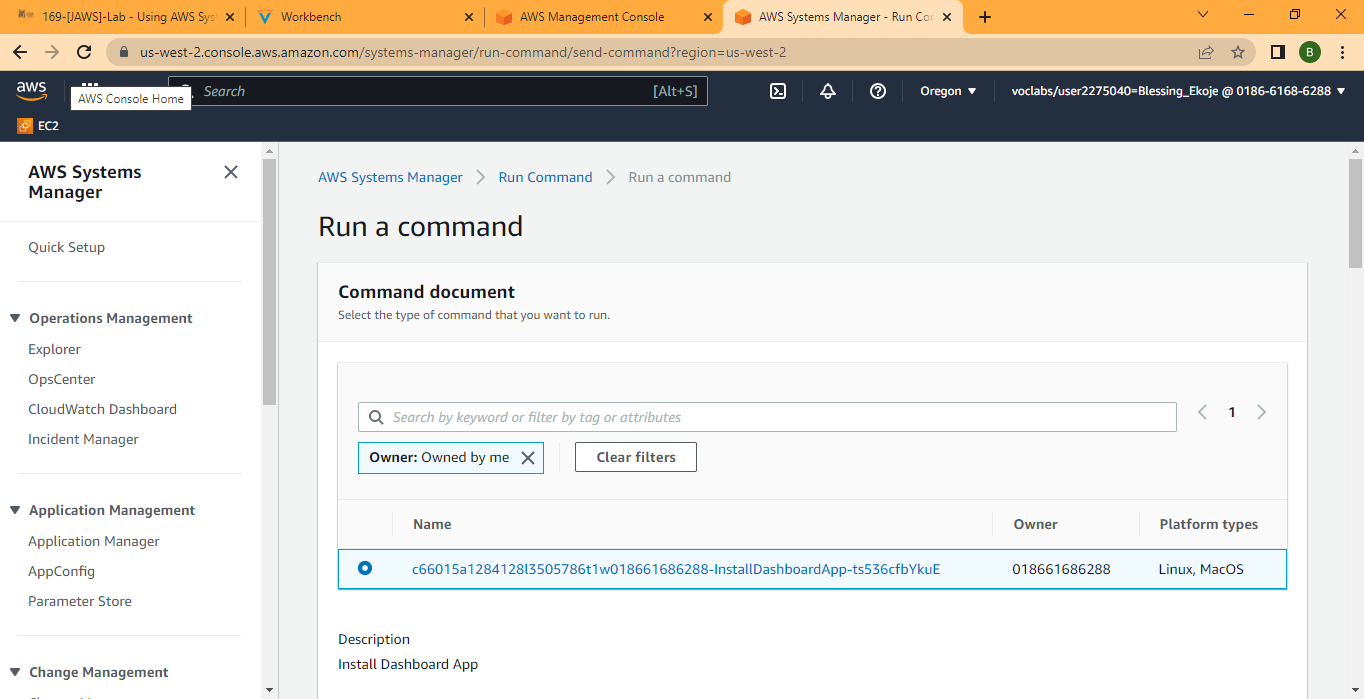 169-[JAWS]-Lab - Using AWS Sys
Workbench
AWS Management Console
AWS Systems Manager - Run Co
us-west-2.console.aws.amazon.com/systems-manager/run-command/send-command?region=us-west-2
B
aws
Search
[Alt+S]
Oregon
voclabs/user2275040=Blessing_Ekoje @ 0186-6168-6288
AWS Console Home
EC2
AWS Systems
Manager
Quick Setup
Operations Management
Explorer
OpsCenter
CloudWatch Dashboard
Incident Manager
Application Management
Application Manager
AppConfig
Parameter Store
Change Management
AWS Systems Manager
Run Command
Run a command
Run a command
Command document
Select the type of command that you want to run.
Search by keyword or filter by tag or attributes
1
Owner: Owned by me
Clear filters
Name Owner Platform types
c66015a1284128l3505786t1w018661686288-InstallDashboardApp-ts536cfbYkuE 018661686288 Linux, MacOS
Description
Install Dashboard App